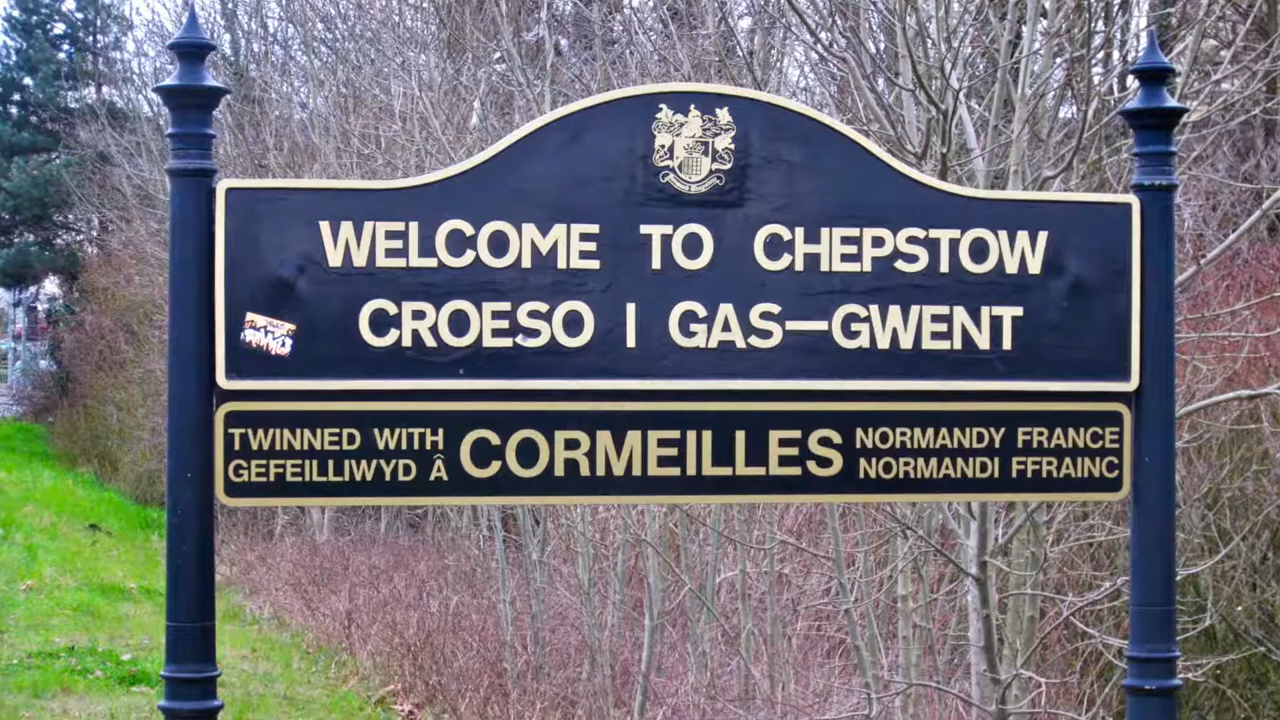 WELCOME TO CHEPSTOW
CROESO I GAS-GWENT
TWINNED WITH
GEFEILLIWYD Â
CORMEILLES
NORMANDY FRANCE
NORMANDI FFRAINC